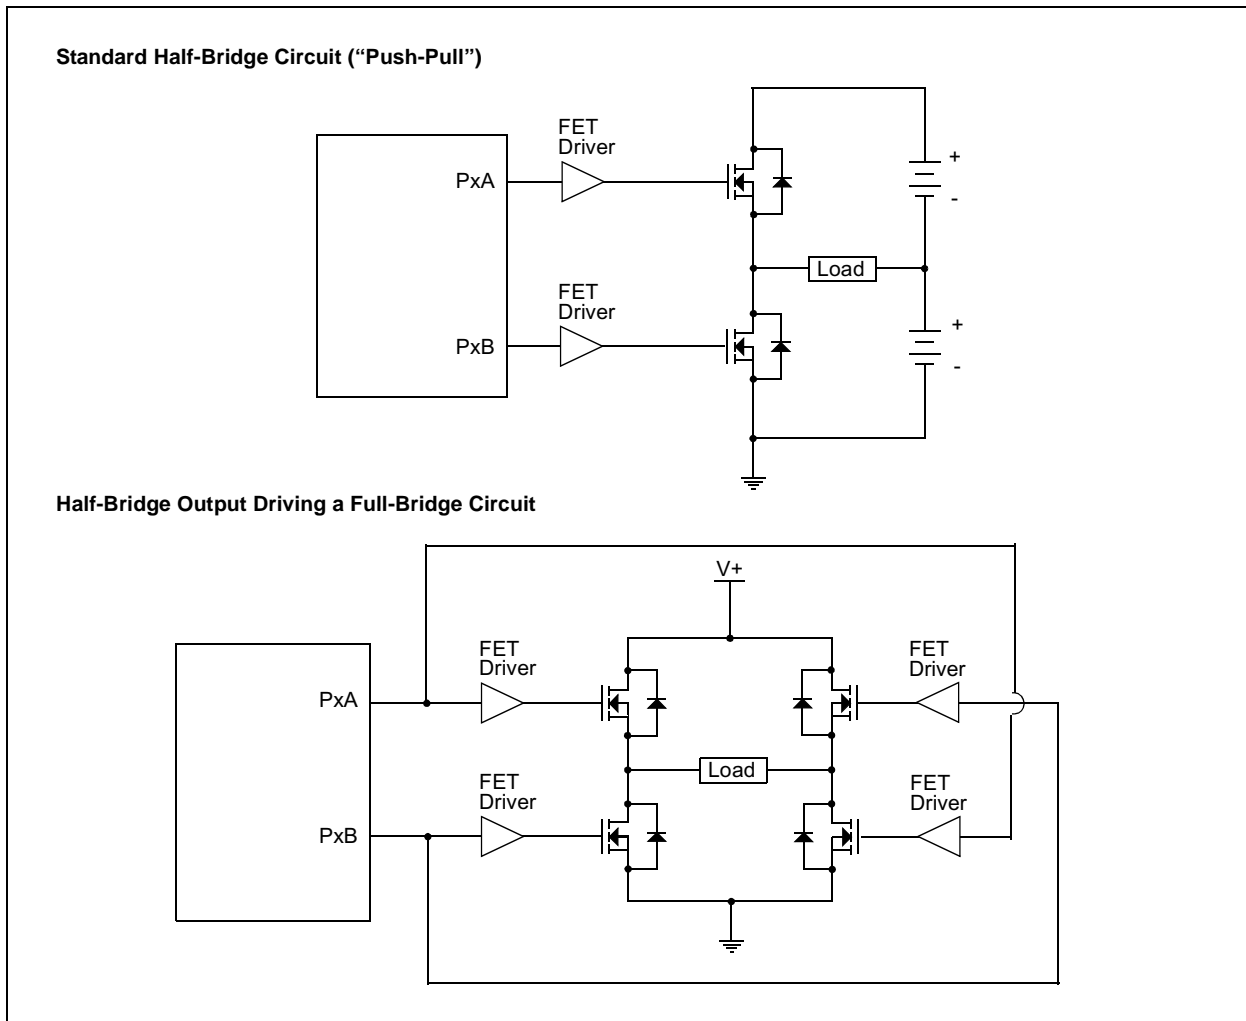 Standard Half-Bridge Circuit (“Push-Pull”)
FET
Driver
PxA
+
-
Load
FET
Driver
PxB
+
-
Half-Bridge Output Driving a Full-Bridge Circuit
V+
FET
Driver
FET
Driver
PxA
Load
FET
Driver
FET
Driver
PxB